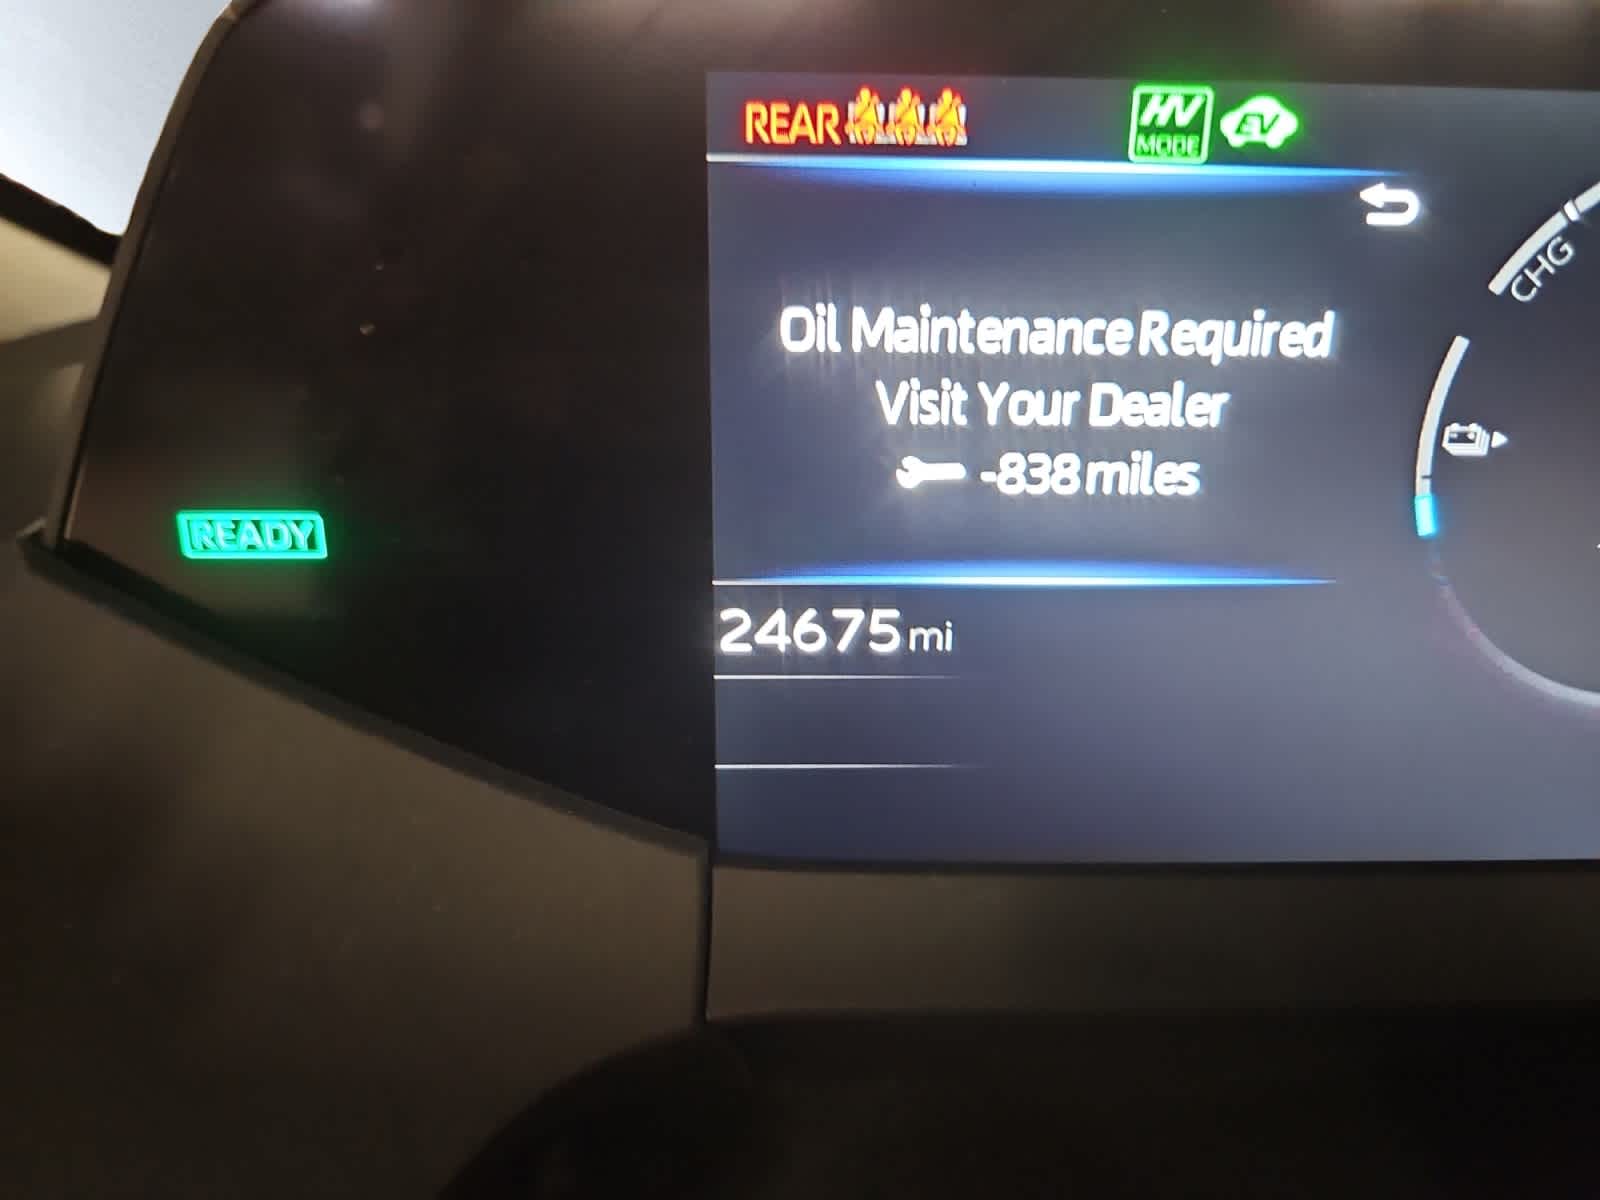 REAR
HV
MODE
EV
CHG
Oil Maintenance Required
Visit Your Dealer
-838 miles
READY
24675 mi